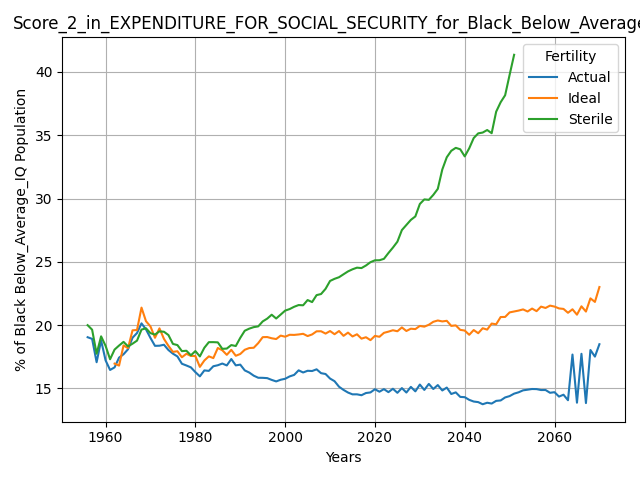 Score_2_in_EXPENDITURE_FOR_SOCIAL_SECURITY_for_Black_Below_Average
% of Black Below_Average_IQ Population
40
35
30
25
20
15
Fertility
Actual
Ideal
Sterile
1960
1980
2000
2020
2040
2060
Years